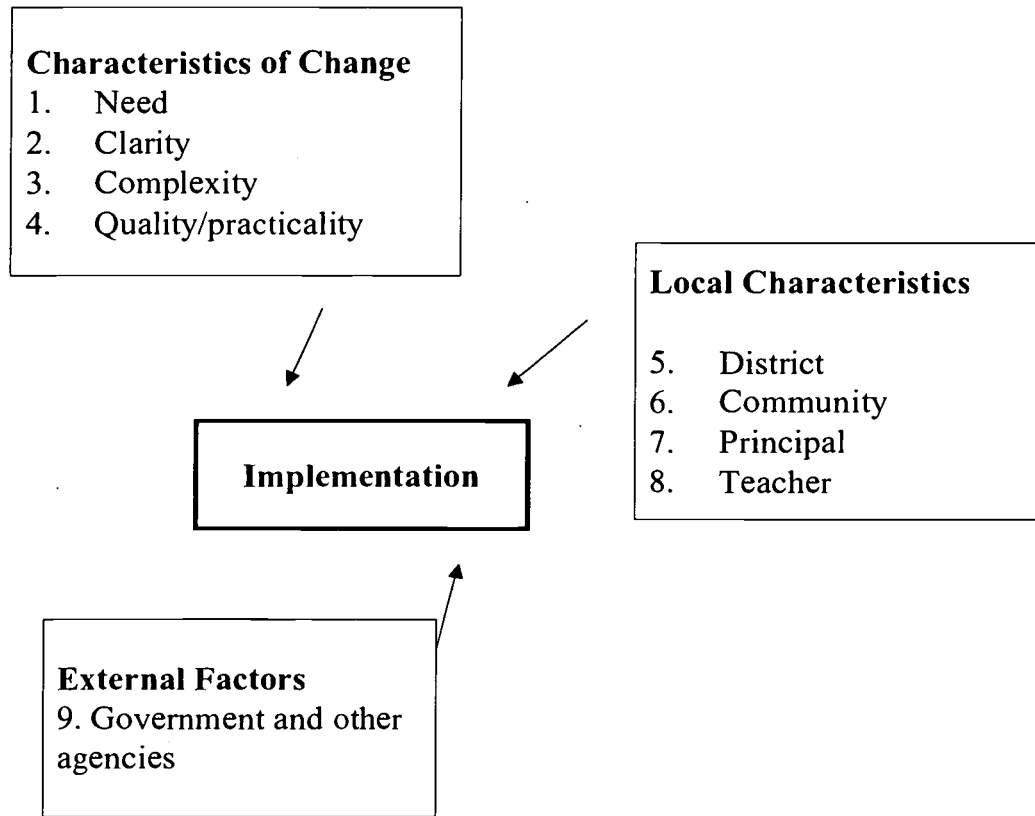 Characteristics of Change
1. Need
2. Clarity
3. Complexity
4. Quality/practicality
Local Characteristics
5. District
6. Community
7. Principal
8. Teacher
Implementation
External Factors
9. Government and other
agencies